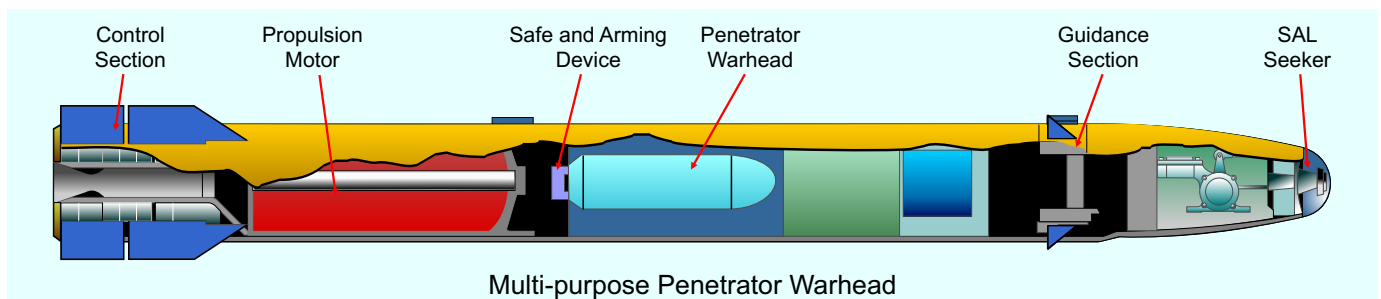 Control
Section
Propulsion
Motor
Safe and Arming
Device
Penetrator
Warhead
Guidance
Section
SAL
Seeker
Multi-purpose Penetrator Warhead